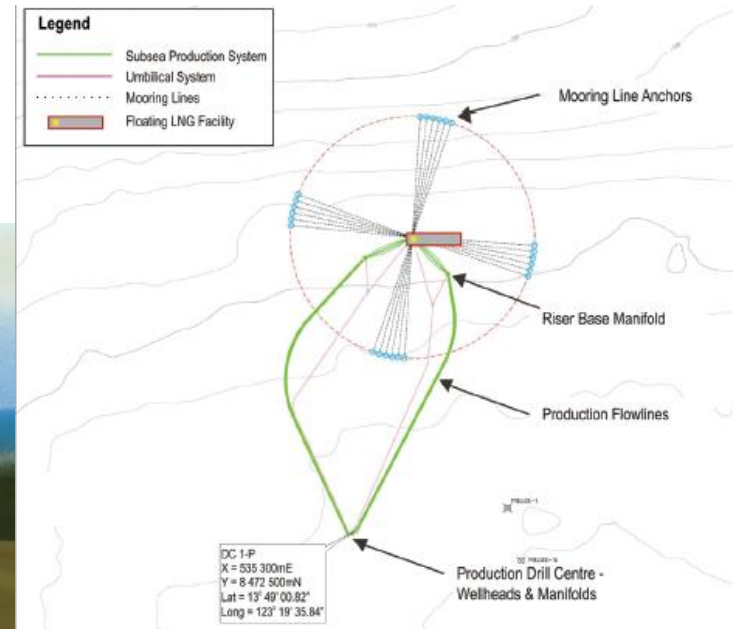 Legend
Subsea Production System
Umbilical System
Mooring Lines
Floating LNG Facility
Mooring Line Anchors
Riser Base Manifold
Production Flowlines
DC 1-P
X = 535 300mE
Y = 8 472 500mN
Lat = 13° 49' 00.82"
Long = 123° 19' 35.84"
Production Drill Centre -
Wellheads & Manifolds